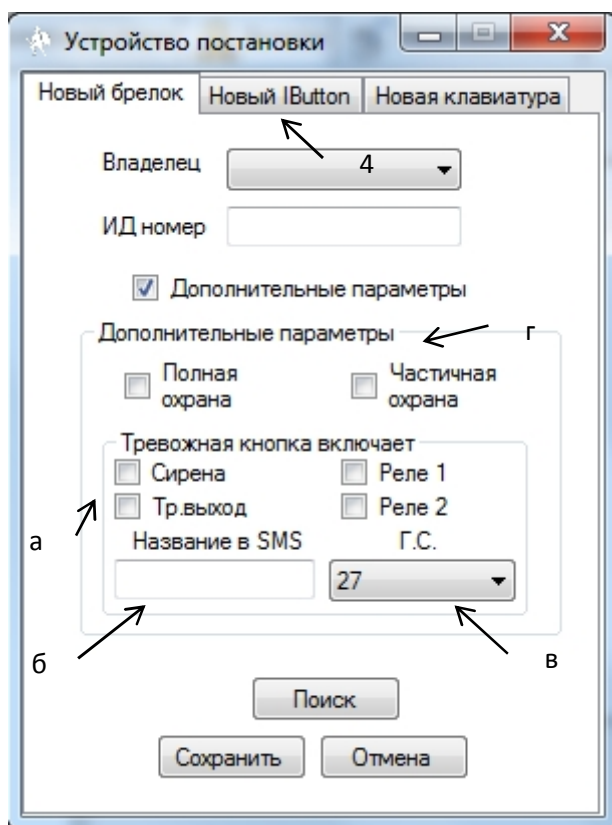 Устройство постановки
Новый брелок Новый IButton Новая клавиатура
Владелец 4
ИД номер
Дополнительные параметры
Дополнительные параметры г
Полная охрана
Частичная охрана
Тревожная кнопка включает
Сирена Реле 1
Тр.выход Реле 2
а
Название в SMS Г.С.
27
б в
Поиск
Сохранить Отмена